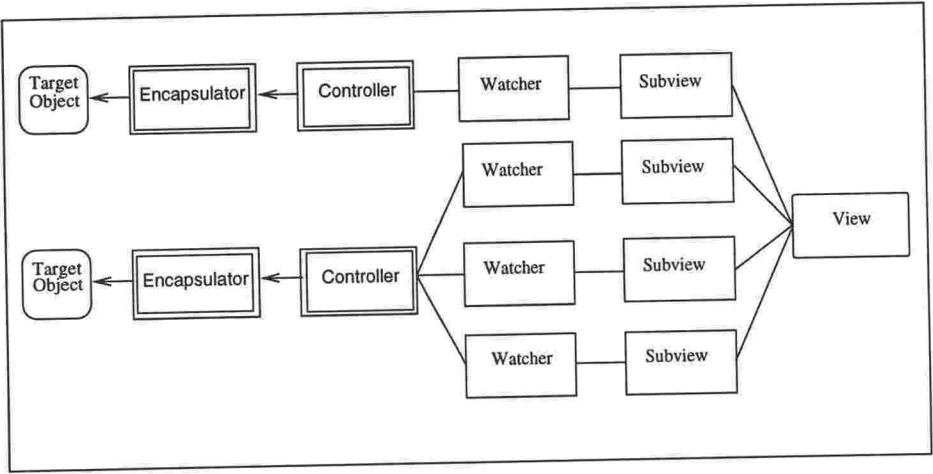 Target
Object
Encapsulator
Controller
Watcher
Subview
Watcher
Subview
View
Target
Object
Encapsulator
Controller
Watcher
Subview
Watcher
Subview